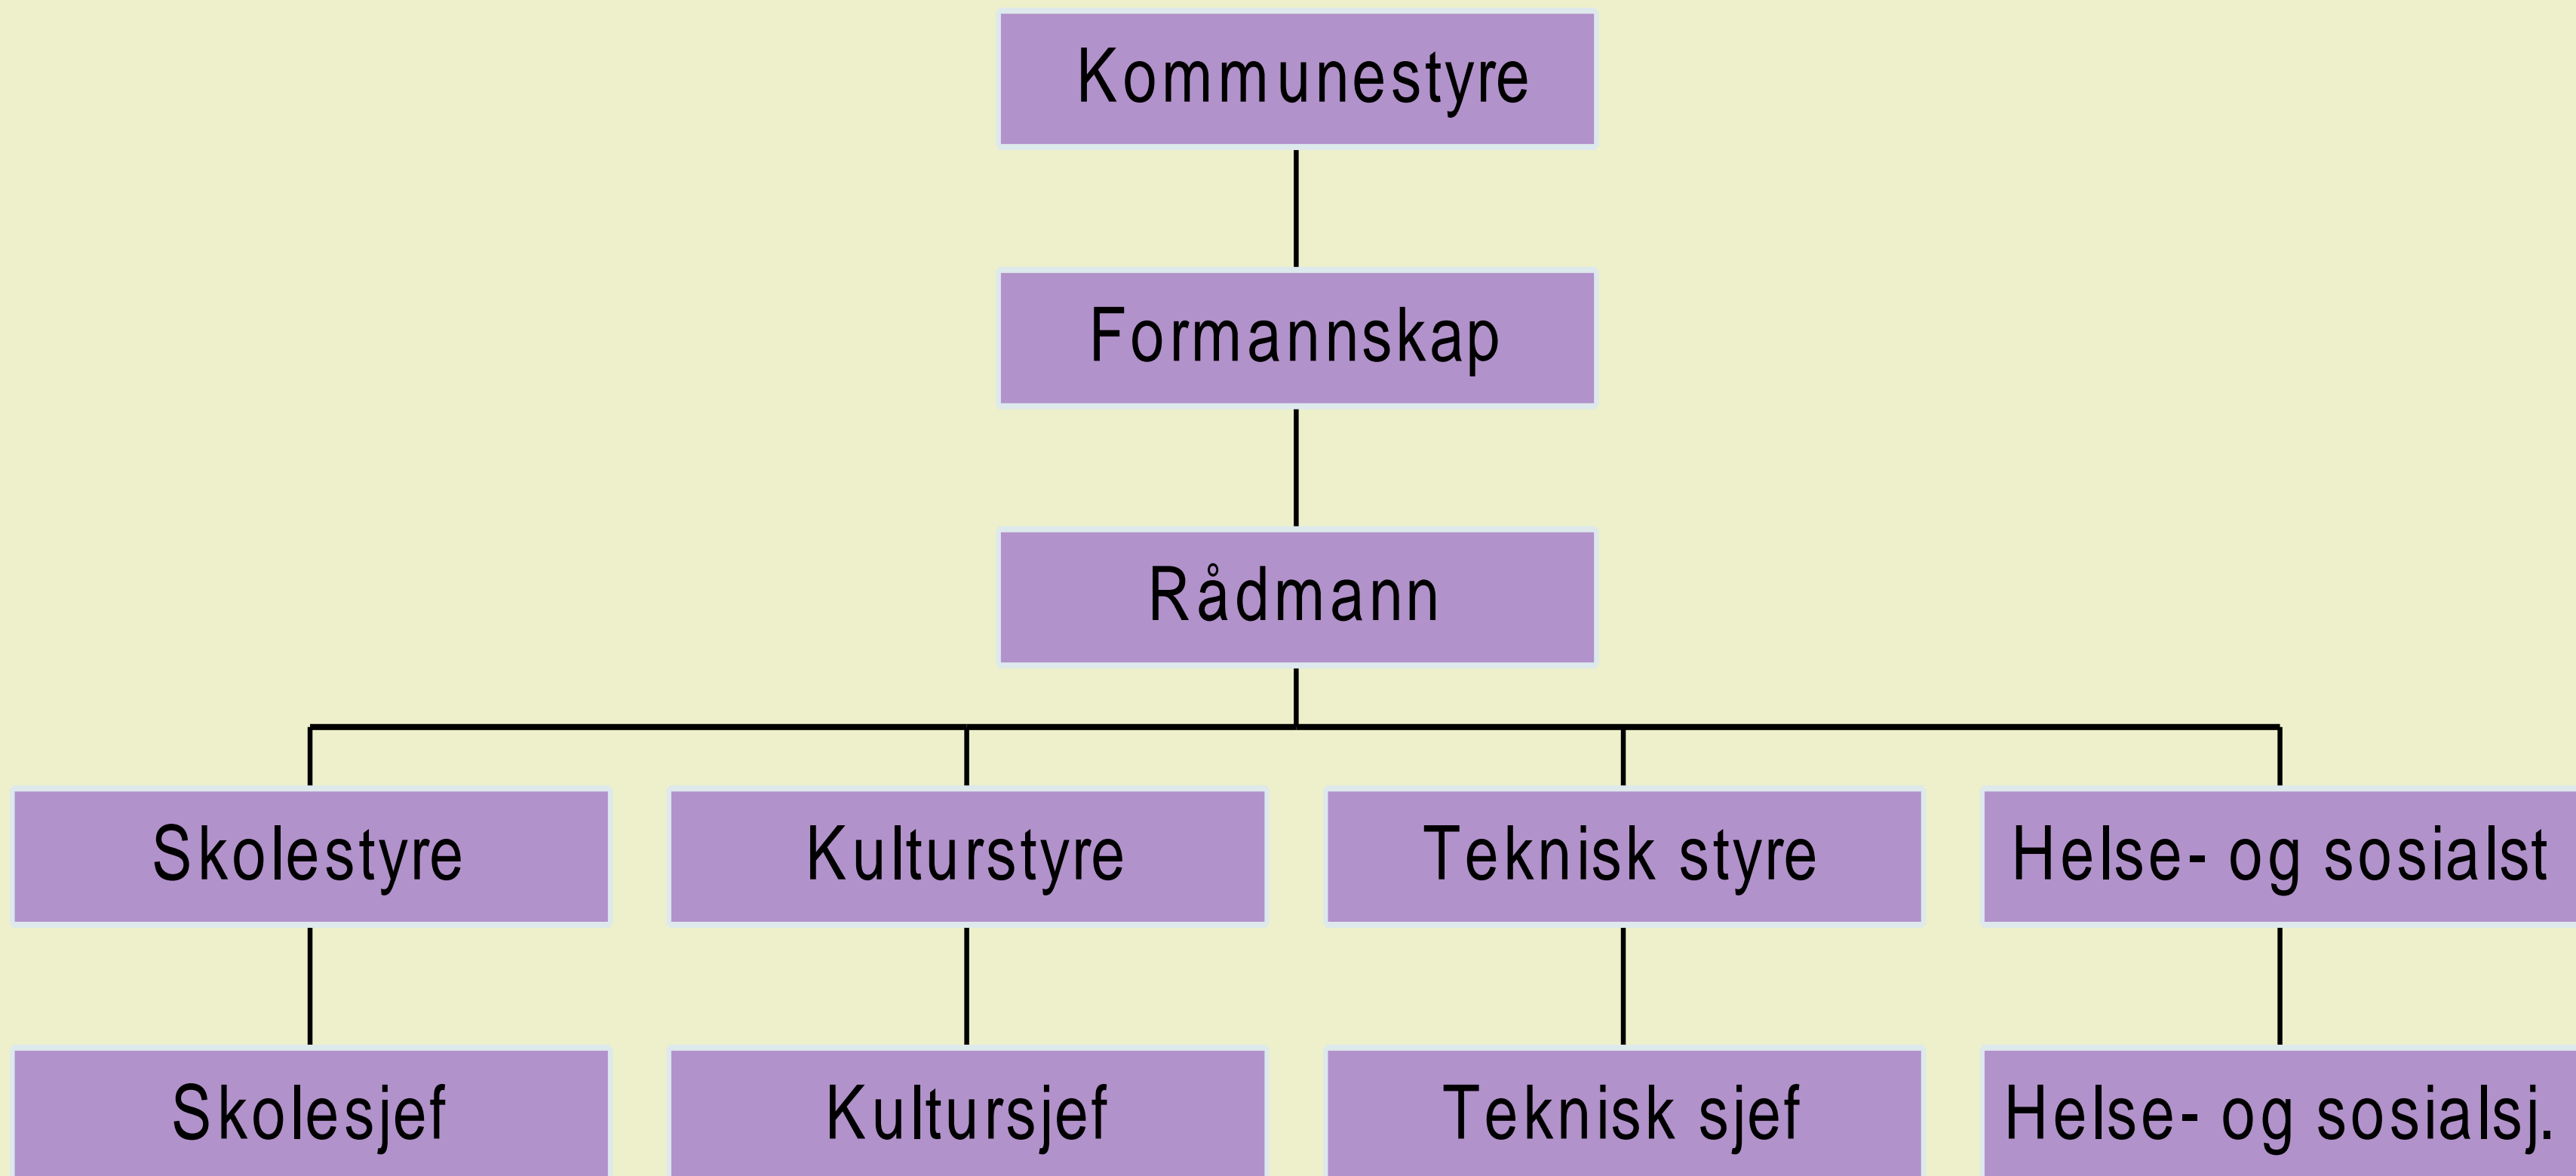 Kommunestyre
Formannskap
Rådmann
Skolestyre
Kulturstyre
Teknisk styre
Helse- og sosialst
Skolesjef
Kultursjef
Teknisk sjef
Helse- og sosialsj.